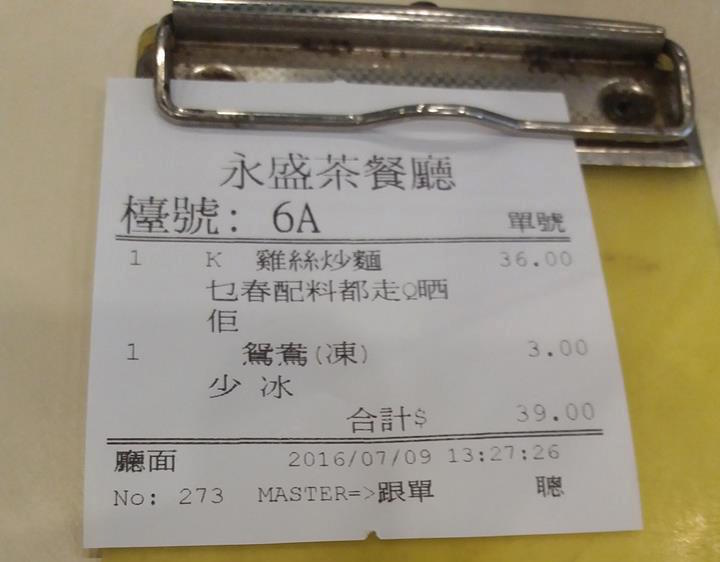 永盛茶餐廳
檯號: 6A 單號
1 K 雞絲炒麵 36.00
乜春配料都走Ω晒
佢
1 鴛鴦(凍) 3.00
少 冰
合計$ 39.00
廳面 2016/07/09 13:27:26
No: 273 MASTER=>跟單 聰